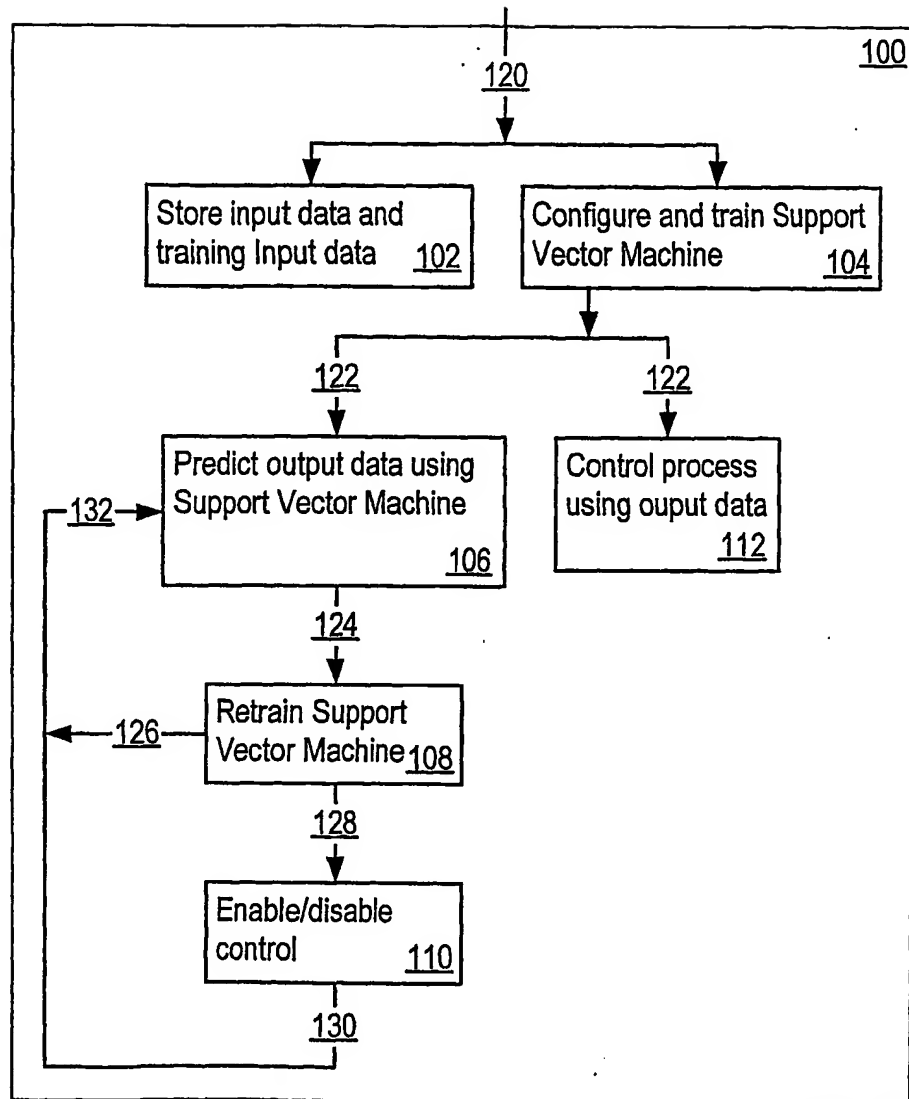 100
120
Store input data and
training Input data 102
Configure and train Support
Vector Machine 104
122
122
Predict output data using
Support Vector Machine
106
Control process
using ouput data
112
132
124
Retrain Support
Vector Machine 108
126
128
Enable/disable
control 110
130